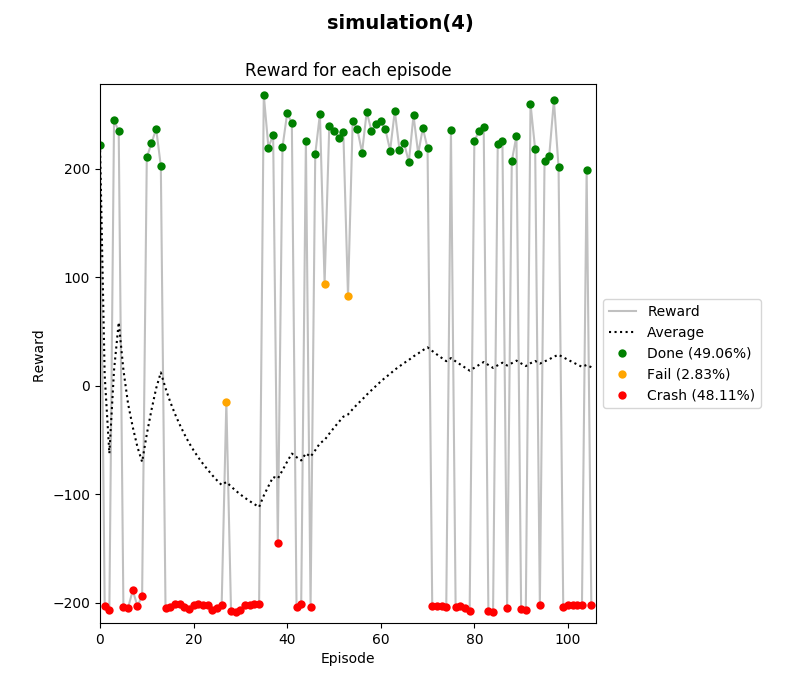 simulation(4)
Reward for each episode
200
100
0
−100
−200
Reward
0 20 40 60 80 100
Episode
Reward
Average
Done (49.06%)
Fail (2.83%)
Crash (48.11%)